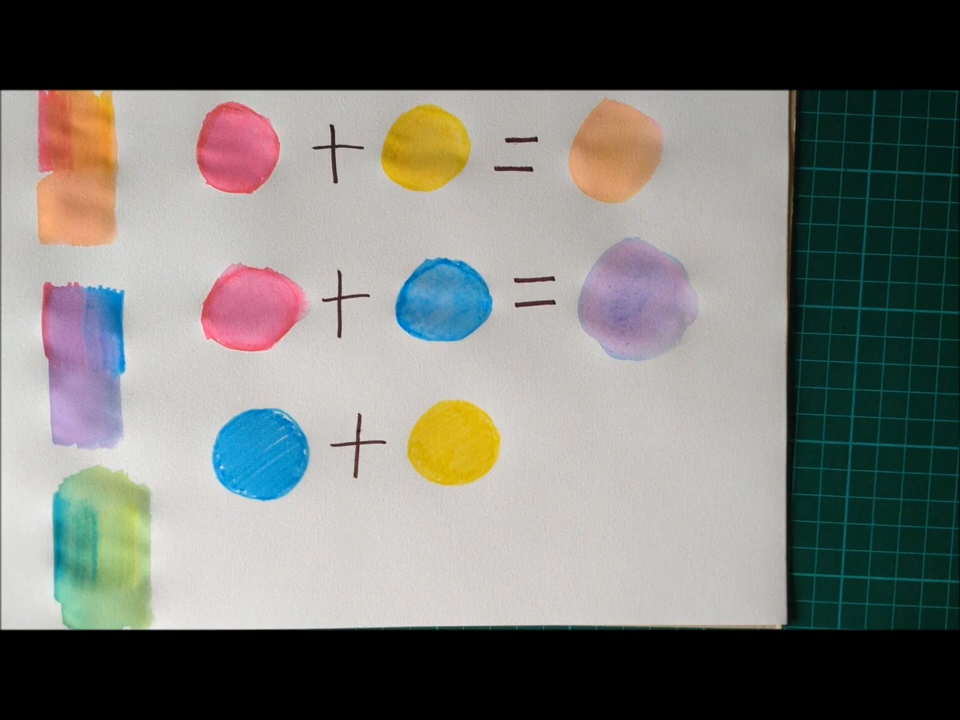 + =
+ =
+